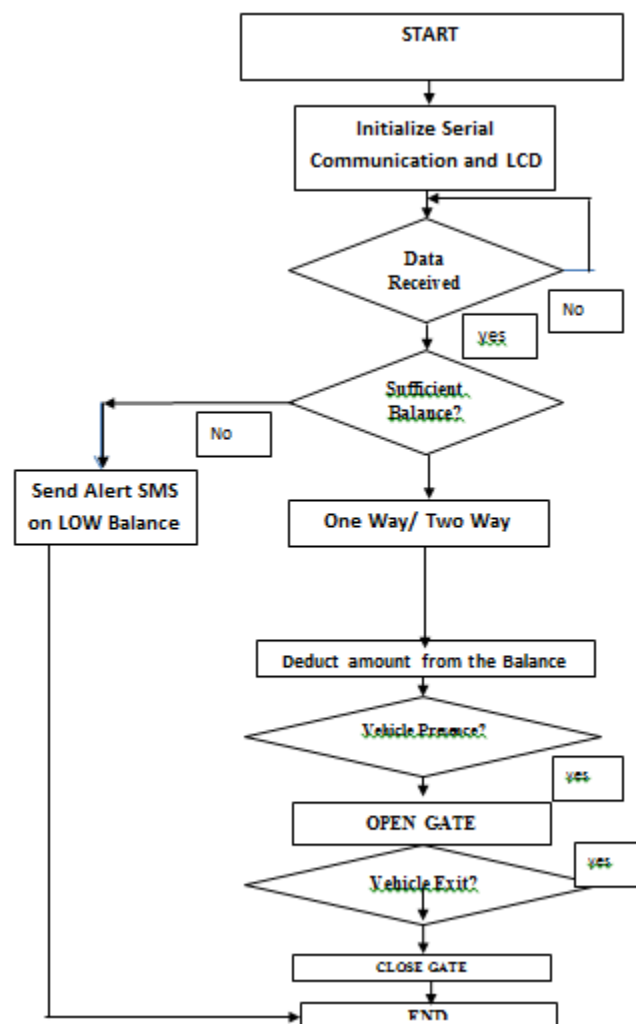 START
Initialize Serial
Communication and LCD
Data
Received
No
yes
Sufficient
Balance?
No
Send Alert SMS
on LOW Balance
One Way/ Two Way
Deduct amount from the Balance
Vehicle Presence?
yes
OPEN GATE
yes
Vehicle Exit?
CLOSE GATE
END